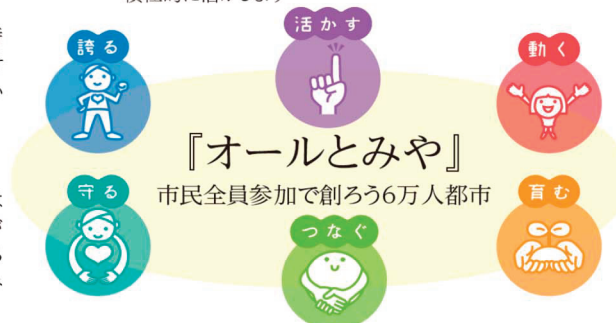 活かす
誇る
動く
『オールとみや』
市民全員参加で創ろう6万人都市
守る
育む
つなぐ